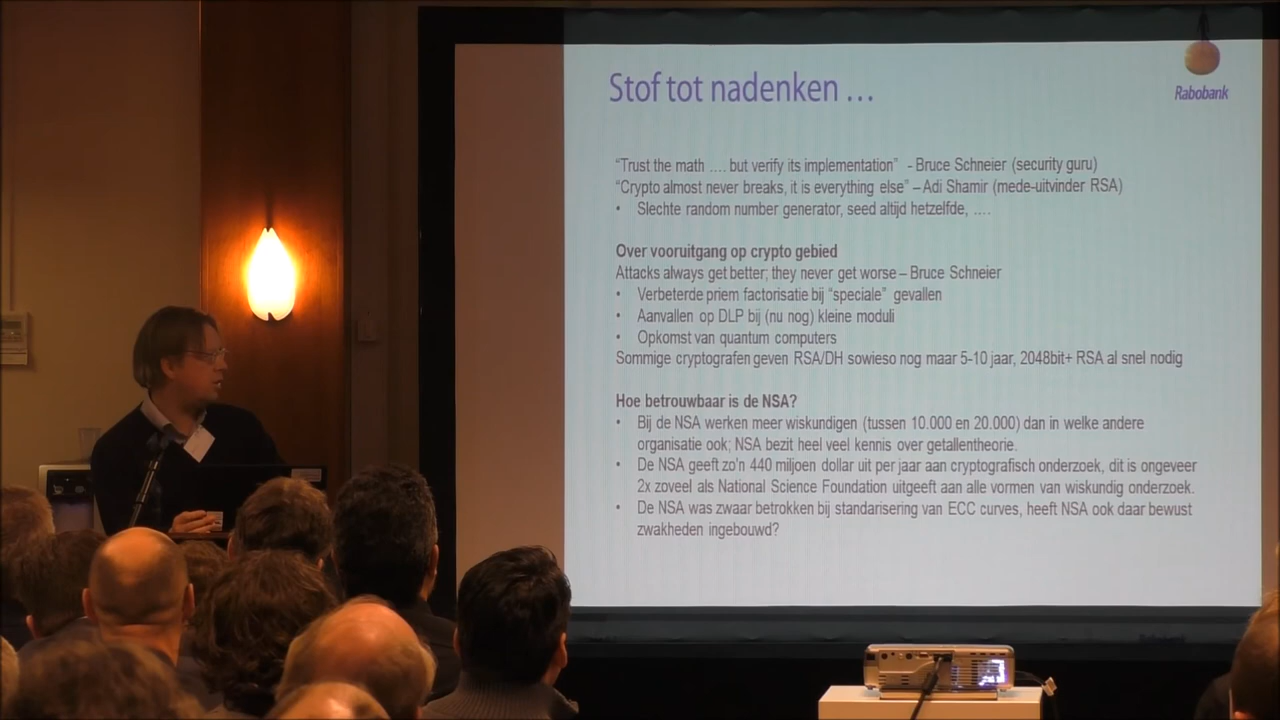 Stof tot nadenken …
Rabobank
“Trust the math …. but verify its implementation” - Bruce Schneier (security guru)
“Crypto almost never breaks, it is everything else” – Adi Shamir (mede-uitvinder RSA)
• Slechte random number generator, seed altijd hetzelfde, ….
Over vooruitgang op crypto gebied
Attacks always get better; they never get worse – Bruce Schneier
• Verbeterde priem factorisatie bij “speciale” gevallen
• Aanvallen op DLP bij (nu nog) kleine moduli
• Opkomst van quantum computers
Sommige cryptografen geven RSA/DH sowieso nog maar 5-10 jaar, 2048bit+ RSA al snel nodig
Hoe betrouwbaar is de NSA?
• Bij de NSA werken meer wiskundigen (tussen 10.000 en 20.000) dan in welke andere
organisatie ook; NSA bezit heel veel kennis over getallentheorie.
• De NSA geeft zo'n 440 miljoen dollar uit per jaar aan cryptografisch onderzoek, dit is ongeveer
2x zoveel als National Science Foundation uitgeeft aan alle vormen van wiskundig onderzoek.
• De NSA was zwaar betrokken bij standarisering van ECC curves, heeft NSA ook daar bewust
zwakheden ingebouwd?